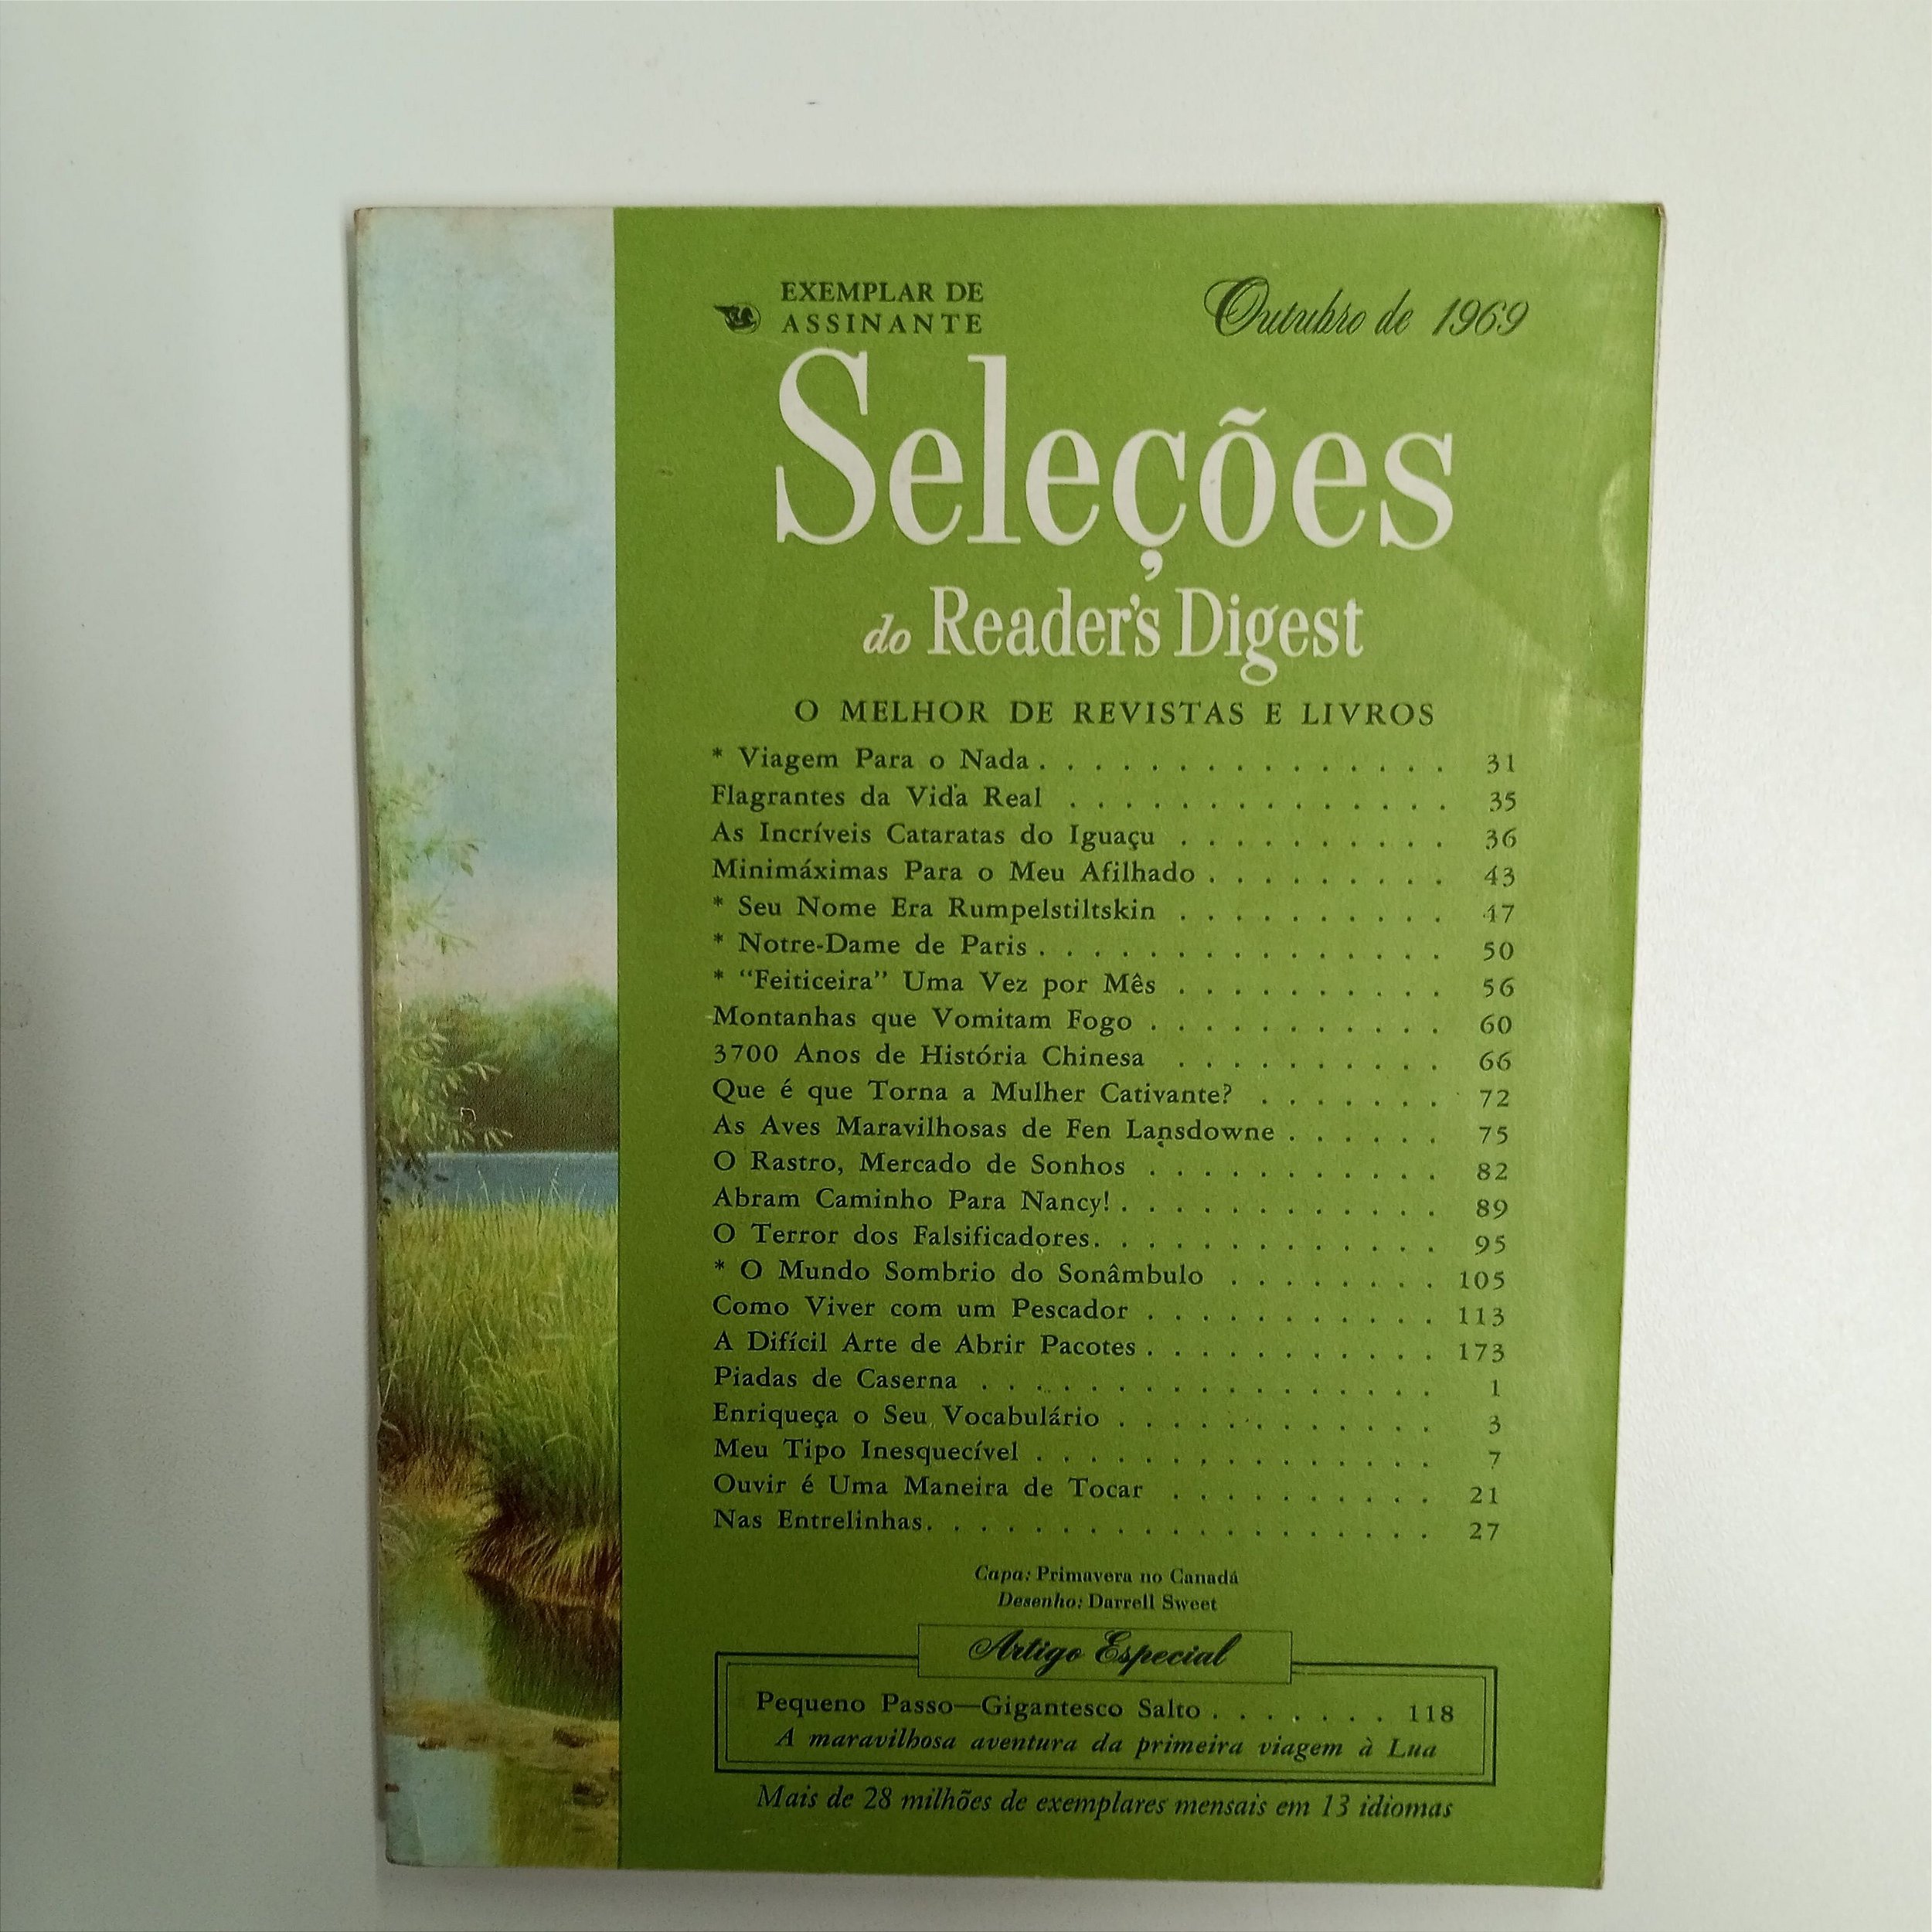 EXEMPLAR DE
ASSINANTE
Outubro de 1969
Seleções
do Reader's Digest
O MELHOR DE REVISTAS E LIVROS
* Viagem Para o Nada . . . . . . . . . . . . . . . 31
Flagrantes da Vida Real . . . . . . . . . . . . . . 35
As Incríveis Cataratas do Iguaçu . . . . . . . . . . 36
Minimáximas Para o Meu Afilhado . . . . . . . . . 43
* Seu Nome Era Rumpelstiltskin . . . . . . . . . . 47
* Notre-Dame de Paris . . . . . . . . . . . . . . . 50
* “Feiticeira” Uma Vez por Mês . . . . . . . . . . 56
Montanhas que Vomitam Fogo . . . . . . . . . . . 60
3700 Anos de História Chinesa . . . . . . . . . . 66
Que é que Torna a Mulher Cativante? . . . . . . . 72
As Aves Maravilhosas de Fen Lansdowne . . . . . . 75
O Rastro, Mercado de Sonhos . . . . . . . . . . . 82
Abram Caminho Para Nancy! . . . . . . . . . . . . 89
O Terror dos Falsificadores . . . . . . . . . . . . . 95
* O Mundo Sombrio do Sonâmbulo . . . . . . . . 105
Como Viver com um Pescador . . . . . . . . . . . 113
A Difícil Arte de Abrir Pacotes . . . . . . . . . . . 173
Piadas de Caserna . . . . . . . . . . . . . . . . . 1
Enriqueça o Seu Vocabulário . . . . . . . . . . . . 3
Meu Tipo Inesquecível . . . . . . . . . . . . . . . 7
Ouvir é Uma Maneira de Tocar . . . . . . . . . . 21
Nas Entrelinhas . . . . . . . . . . . . . . . . . . . 27
Capa: Primavera no Canadá
Desenho: Darrell Sweet
Artigo Especial
Pequeno Passo—Gigantesco Salto . . . . . . . 118
A maravilhosa aventura da primeira viagem à Lua
Mais de 28 milhões de exemplares mensais em 13 idiomas